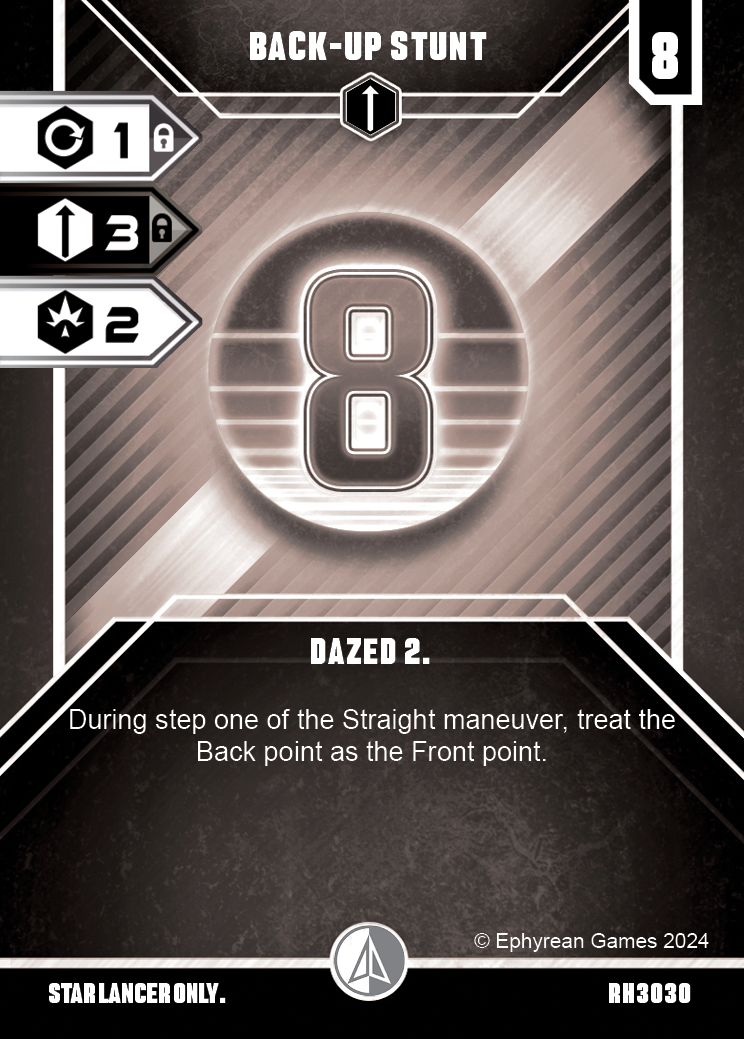 BACK-UP STUNT
8
1
3
2
8
DAZED 2.
During step one of the Straight maneuver, treat the
Back point as the Front point.
© Ephyrean Games 2024
STAR LANCER ONLY.
RH3030